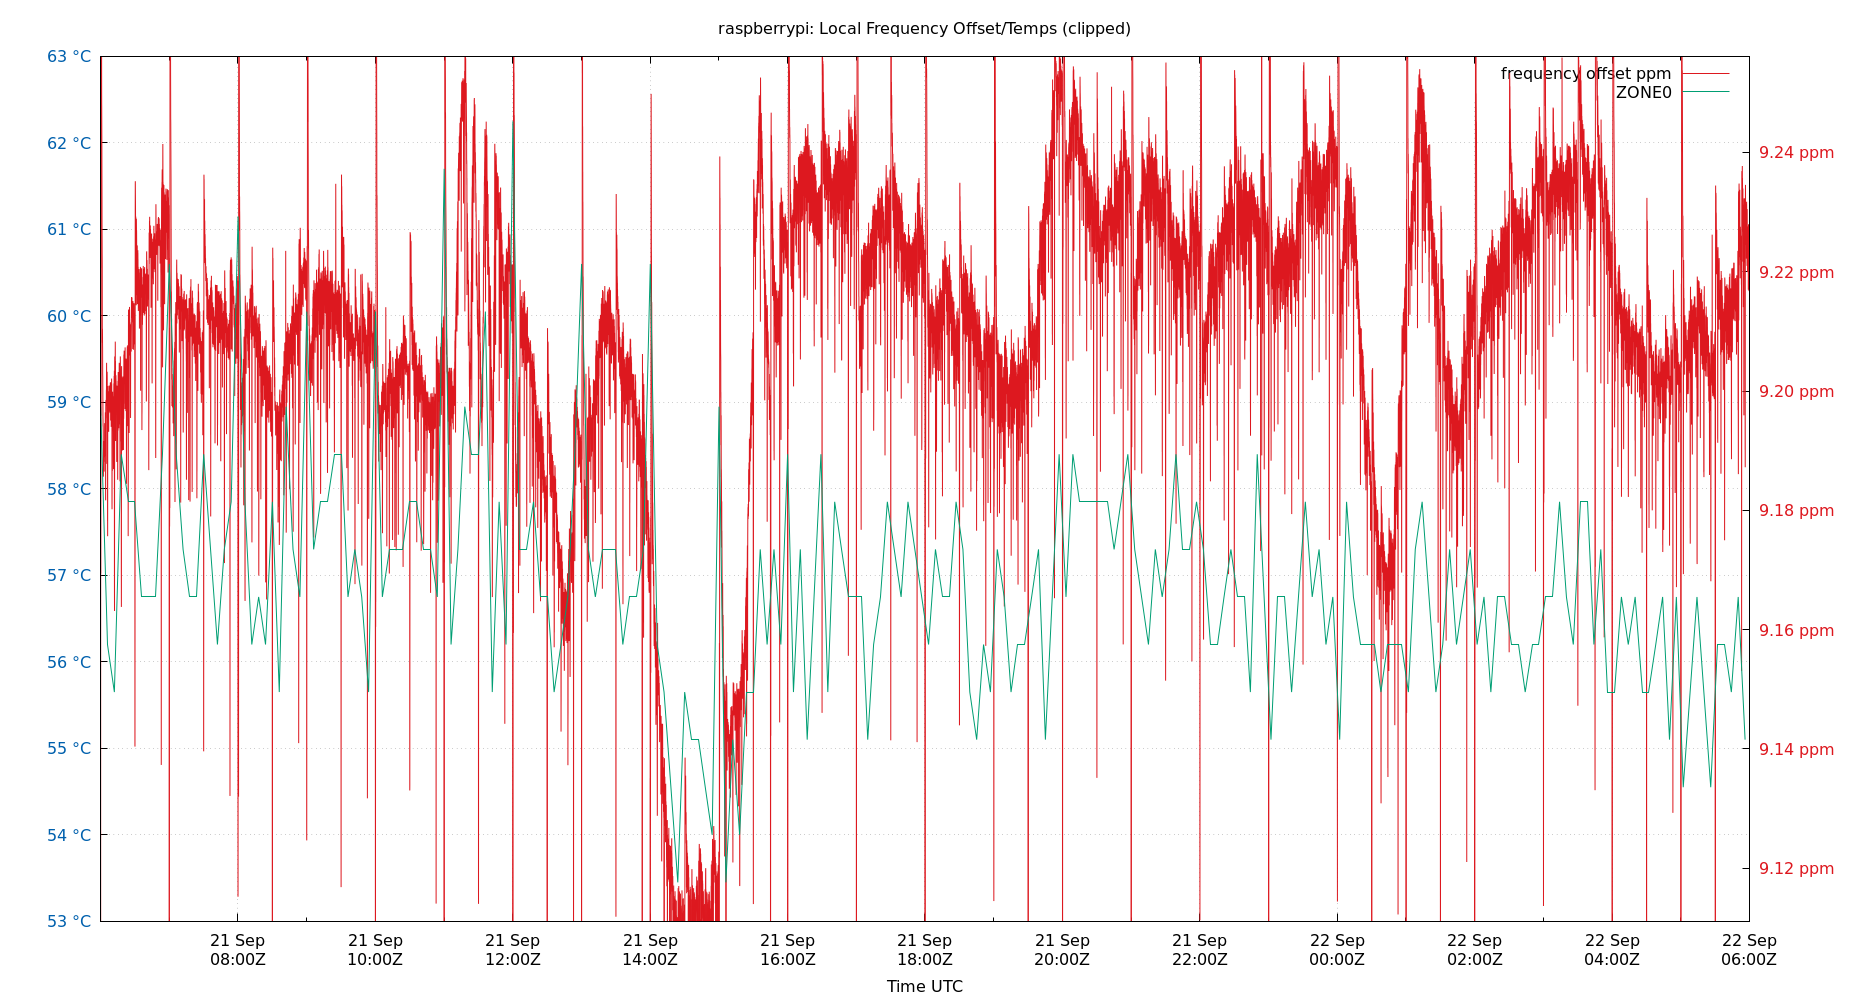 raspberrypi: Local Frequency Offset/Temps (clipped)
frequency offset ppm
ZONE0
63 °C
62 °C
61 °C
60 °C
59 °C
58 °C
57 °C
56 °C
55 °C
54 °C
53 °C
9.24 ppm
9.22 ppm
9.20 ppm
9.18 ppm
9.16 ppm
9.14 ppm
9.12 ppm
21 Sep 21 Sep 21 Sep 21 Sep 21 Sep 21 Sep 21 Sep 21 Sep 22 Sep 22 Sep 22 Sep 22 Sep
08:00Z 10:00Z 12:00Z 14:00Z 16:00Z 18:00Z 20:00Z 22:00Z 00:00Z 02:00Z 04:00Z 06:00Z
Time UTC